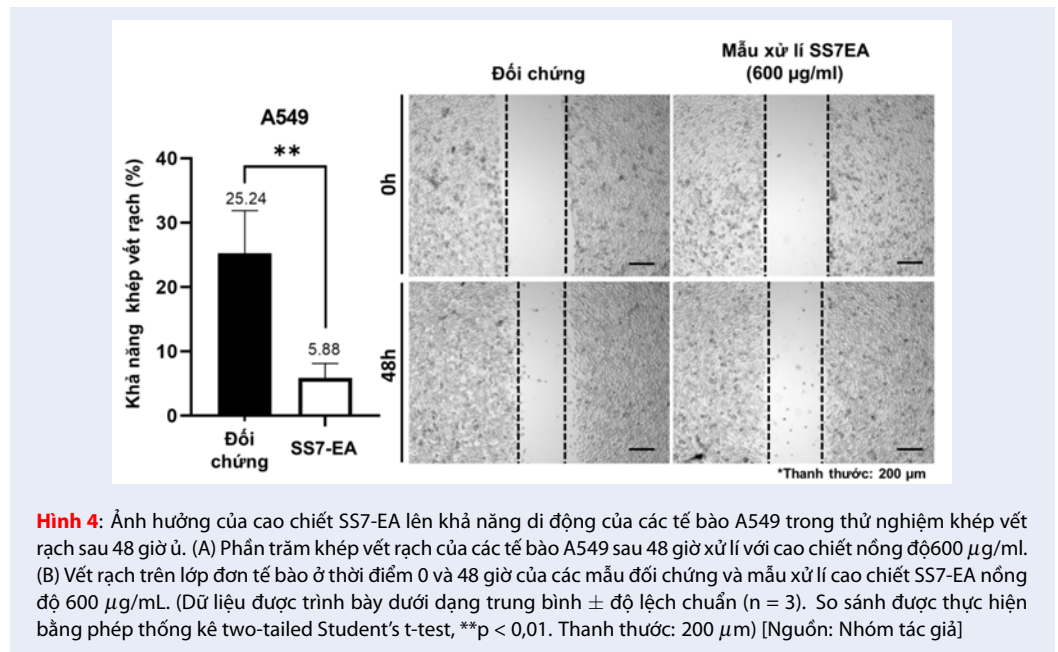 Đối chứng
Mẫu xử lí SS7EA
(600 µg/ml)
A549
**
Khả năng khép vết rạch (%)
40
30
20
10
0
25.24
5.88
Đối
chứng
SS7-EA
0h
48h
*Thanh thước: 200 µm
Hình 4: Ảnh hưởng của cao chiết SS7-EA lên khả năng di động của các tế bào A549 trong thử nghiệm khép vết
rạch sau 48 giờ ủ. (A) Phần trăm khép vết rạch của các tế bào A549 sau 48 giờ xử lí với cao chiết nồng độ600 µg/ml.
(B) Vết rạch trên lớp đơn tế bào ở thời điểm 0 và 48 giờ của các mẫu đối chứng và mẫu xử lí cao chiết SS7-EA nồng
độ 600 µg/mL. (Dữ liệu được trình bày dưới dạng trung bình ± độ lệch chuẩn (n = 3). So sánh được thực hiện
bằng phép thống kê two-tailed Student's t-test, **p < 0,01. Thanh thước: 200 µm) [Nguồn: Nhóm tác giả]